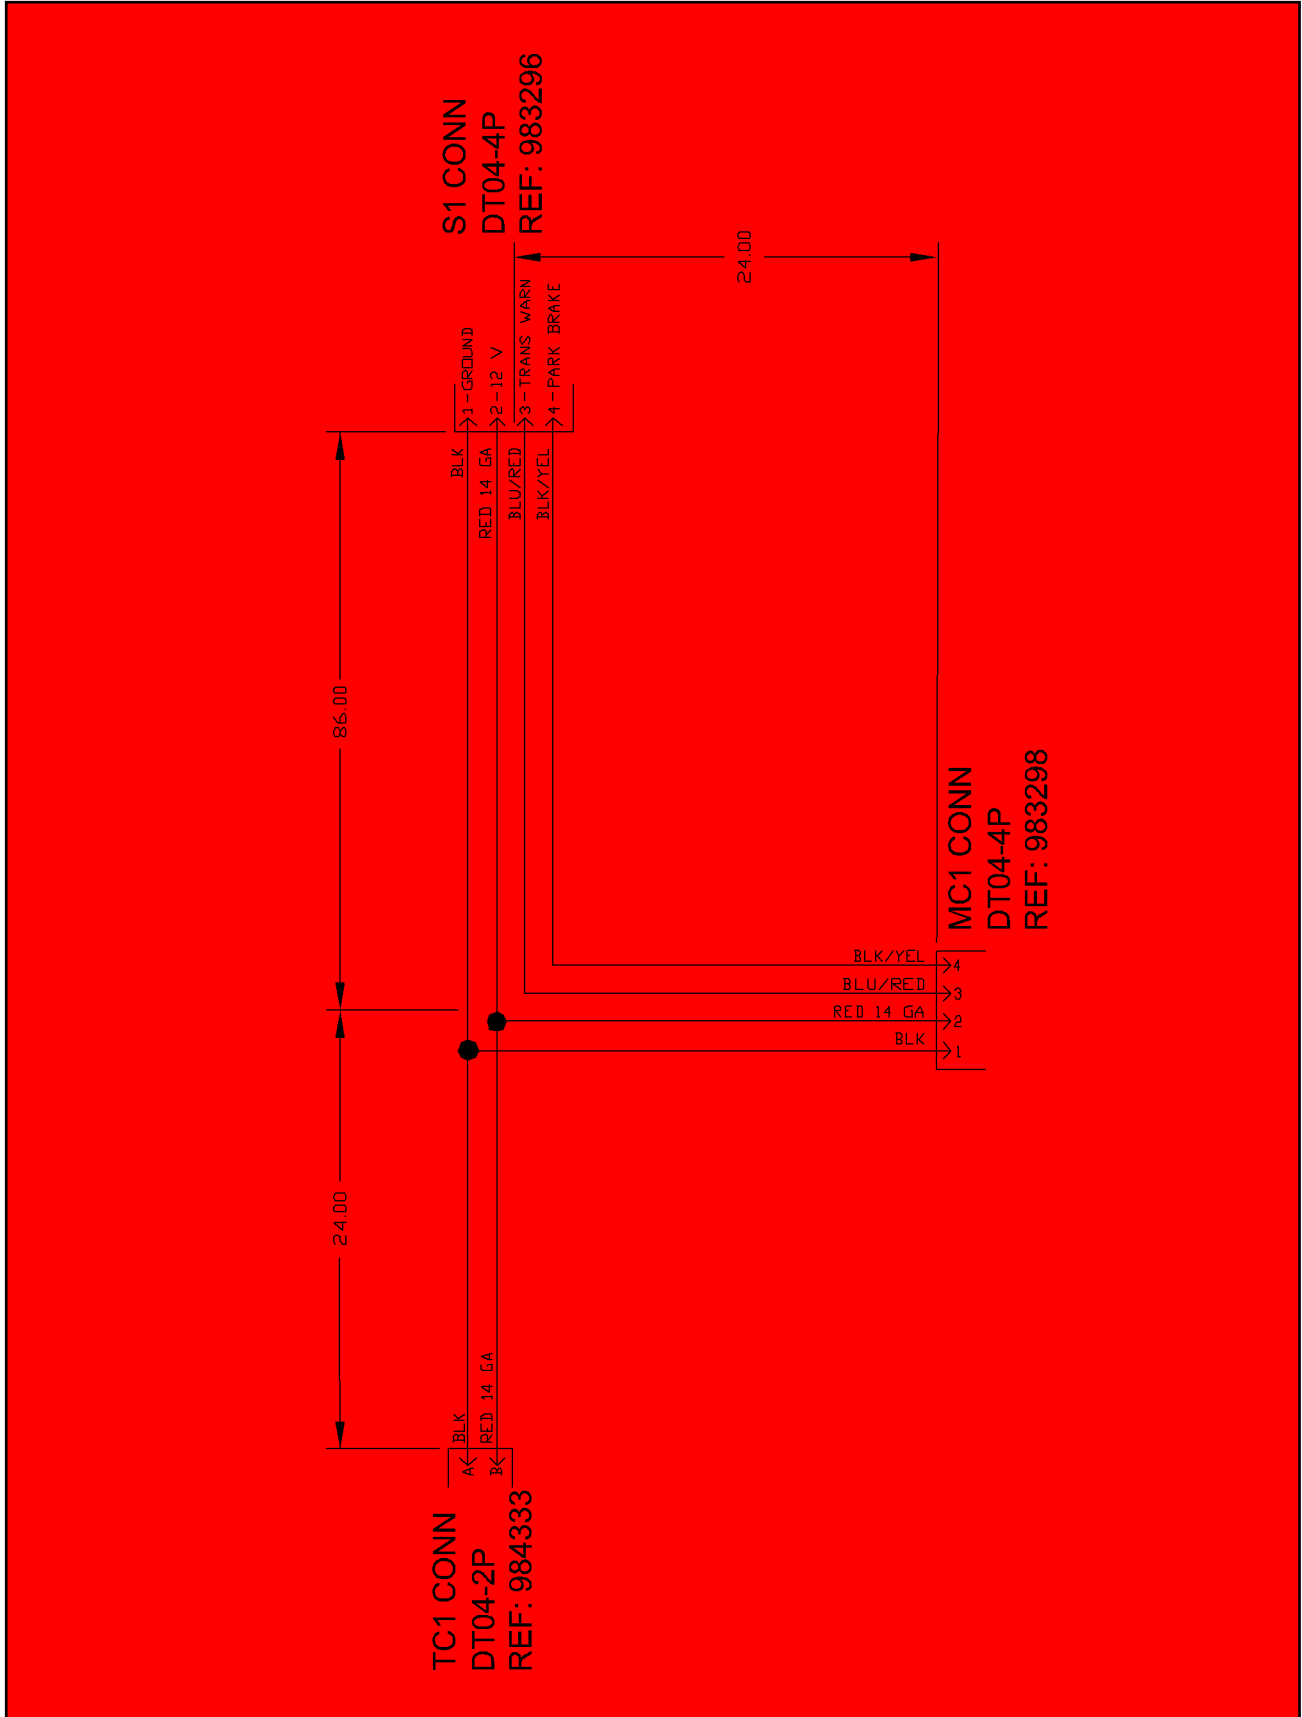 TC1 CONN
DT04-2P
REF: 984333
A
B
BLK
RED 14 GA
24.00
86.00
BLK
RED 14 GA
BLU/RED
BLK/YEL
1-GROUND
2-12 V
3-TRANS WARN
4-PARK BRAKE
S1 CONN
DT04-4P
REF: 983296
24.00
BLK/YEL
BLU/RED
RED 14 GA
BLK
4
3
2
1
MC1 CONN
DT04-4P
REF: 983298